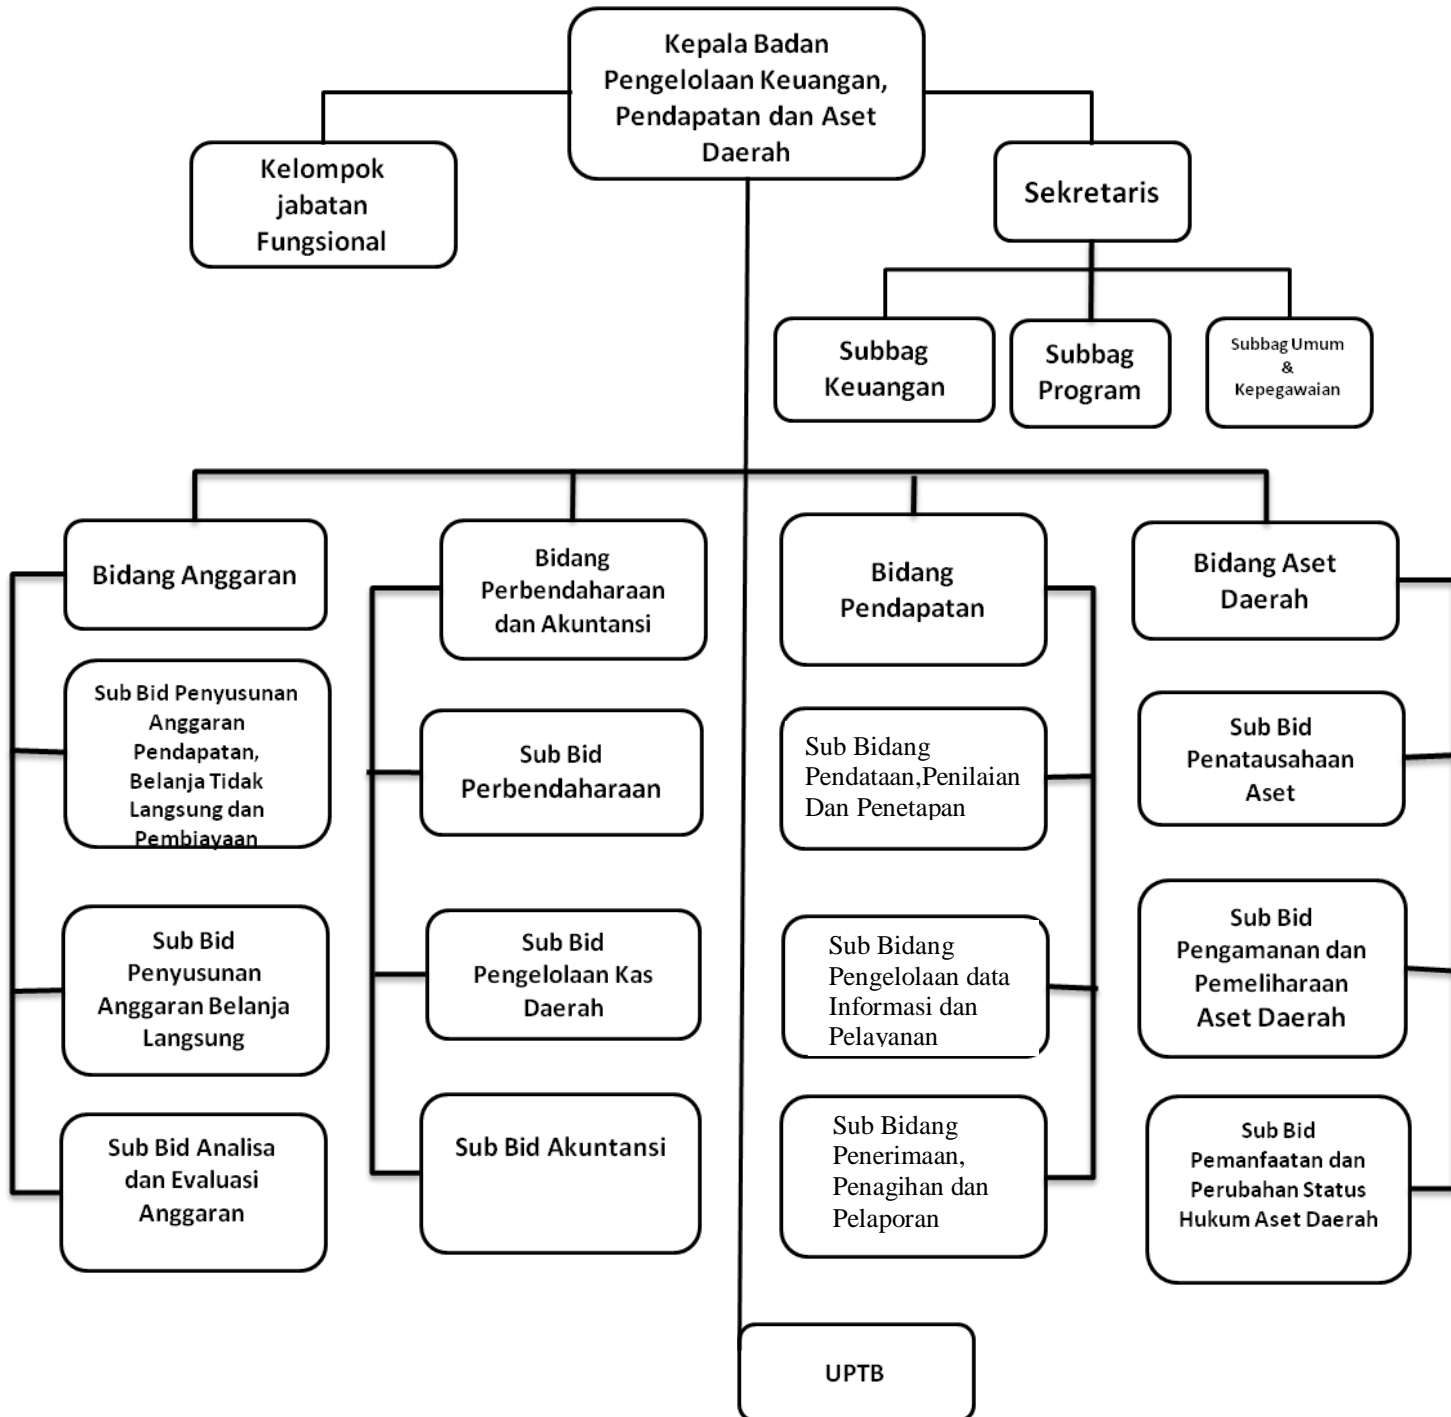 Kepala Badan
Pengelolaan Keuangan,
Pendapatan dan Aset
Daerah
Kelompok
jabatan
Fungsional
Sekretaris
Subbag
Keuangan
Subbag
Program
Subbag Umum
&
Kepegawaian
Bidang Anggaran
Bidang
Perbendaharaan
dan Akuntansi
Bidang
Pendapatan
Bidang Aset
Daerah
Sub Bid Penyusunan
Anggaran
Pendapatan,
Belanja Tidak
Langsung dan
Pembiayaan
Sub Bid
Perbendaharaan
Sub Bidang
Pendataan,Penilaian
Dan Penetapan
Sub Bid
Penatausahaan
Aset
Sub Bid
Penyusunan
Anggaran Belanja
Langsung
Sub Bid
Pengelolaan Kas
Daerah
Sub Bidang
Pengelolaan data
Informasi dan
Pelayanan
Sub Bid
Pengamanan dan
Pemeliharaan
Aset Daerah
Sub Bid Analisa
dan Evaluasi
Anggaran
Sub Bid Akuntansi
Sub Bidang
Penerimaan,
Penagihan dan
Pelaporan
Sub Bid
Pemanfaatan dan
Perubahan Status
Hukum Aset Daerah
UPTB